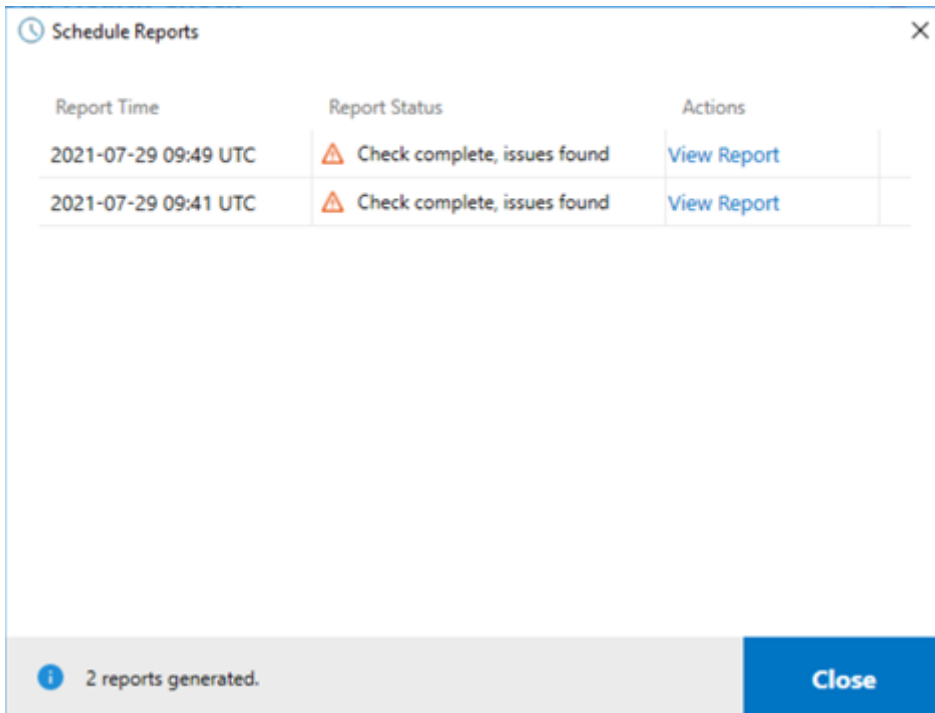 Schedule Reports
Report Time Report Status Actions
2021-07-29 09:49 UTC Check complete, issues found View Report
2021-07-29 09:41 UTC Check complete, issues found View Report
2 reports generated.
Close